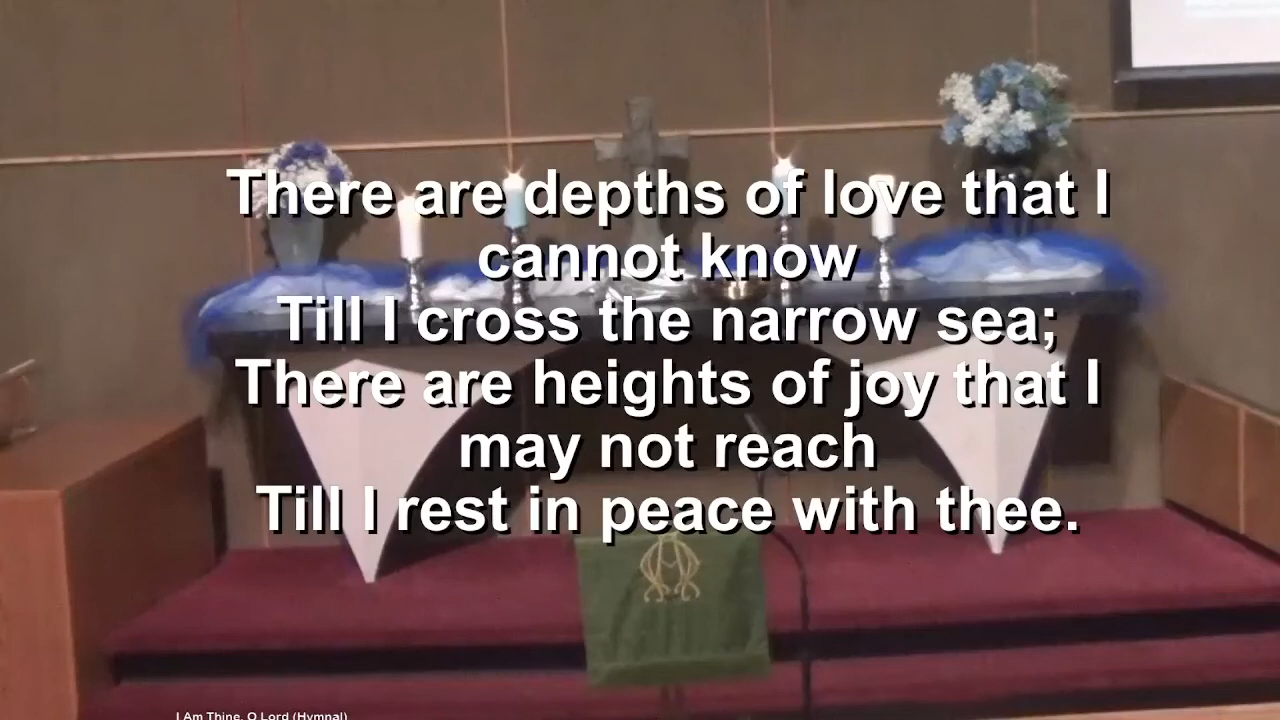 There are depths of love that I
cannot know
Till I cross the narrow sea;
There are heights of joy that I
may not reach
Till I rest in peace with thee.
I Am Thine, O Lord (Hymnal)